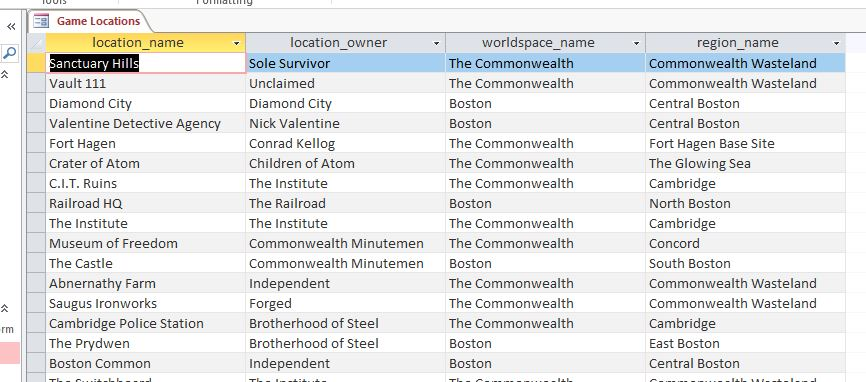 Tools Formatting
Game Locations
location_name location_owner worldspace_name region_name
Sanctuary Hills Sole Survivor The Commonwealth Commonwealth Wasteland
Vault 111 Unclaimed The Commonwealth Commonwealth Wasteland
Diamond City Diamond City Boston Central Boston
Valentine Detective Agency Nick Valentine Boston Central Boston
Fort Hagen Conrad Kellog The Commonwealth Fort Hagen Base Site
Crater of Atom Children of Atom The Commonwealth The Glowing Sea
C.I.T. Ruins The Institute The Commonwealth Cambridge
Railroad HQ The Railroad Boston North Boston
The Institute The Institute The Commonwealth Cambridge
Museum of Freedom Commonwealth Minutemen The Commonwealth Concord
The Castle Commonwealth Minutemen Boston South Boston
Abernathy Farm Independent The Commonwealth Commonwealth Wasteland
Saugus Ironworks Forged The Commonwealth Commonwealth Wasteland
Cambridge Police Station Brotherhood of Steel The Commonwealth Cambridge
orm
The Prydwen Brotherhood of Steel Boston East Boston
Boston Common Independent Boston Central Boston
The Switchboard The Institute The Commonwealth Commonwealth Wasteland